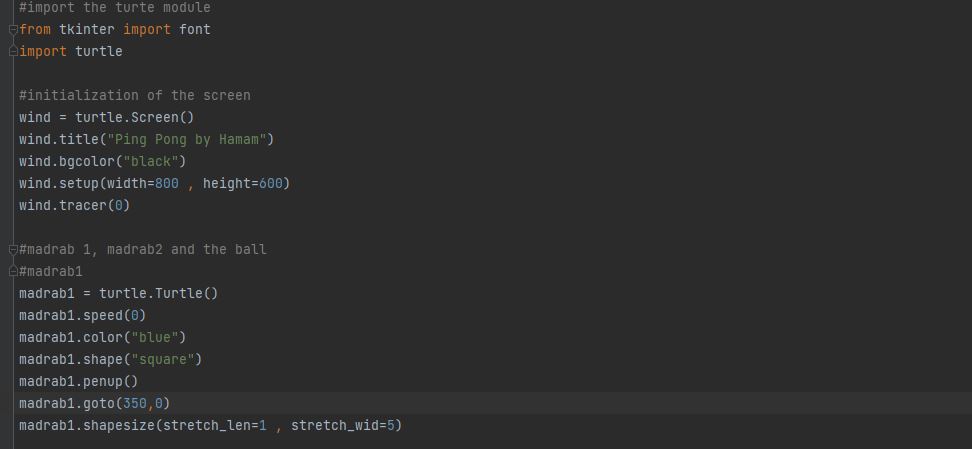 #import the turte module
from tkinter import font
import turtle
#initialization of the screen
wind = turtle.Screen()
wind.title("Ping Pong by Hamam")
wind.bgcolor("black")
wind.setup(width=800 , height=600)
wind.tracer(0)
#madrab 1, madrab2 and the ball
#madrab1
madrab1 = turtle.Turtle()
madrab1.speed(0)
madrab1.color("blue")
madrab1.shape("square")
madrab1.penup()
madrab1.goto(350,0)
madrab1.shapesize(stretch_len=1 , stretch_wid=5)